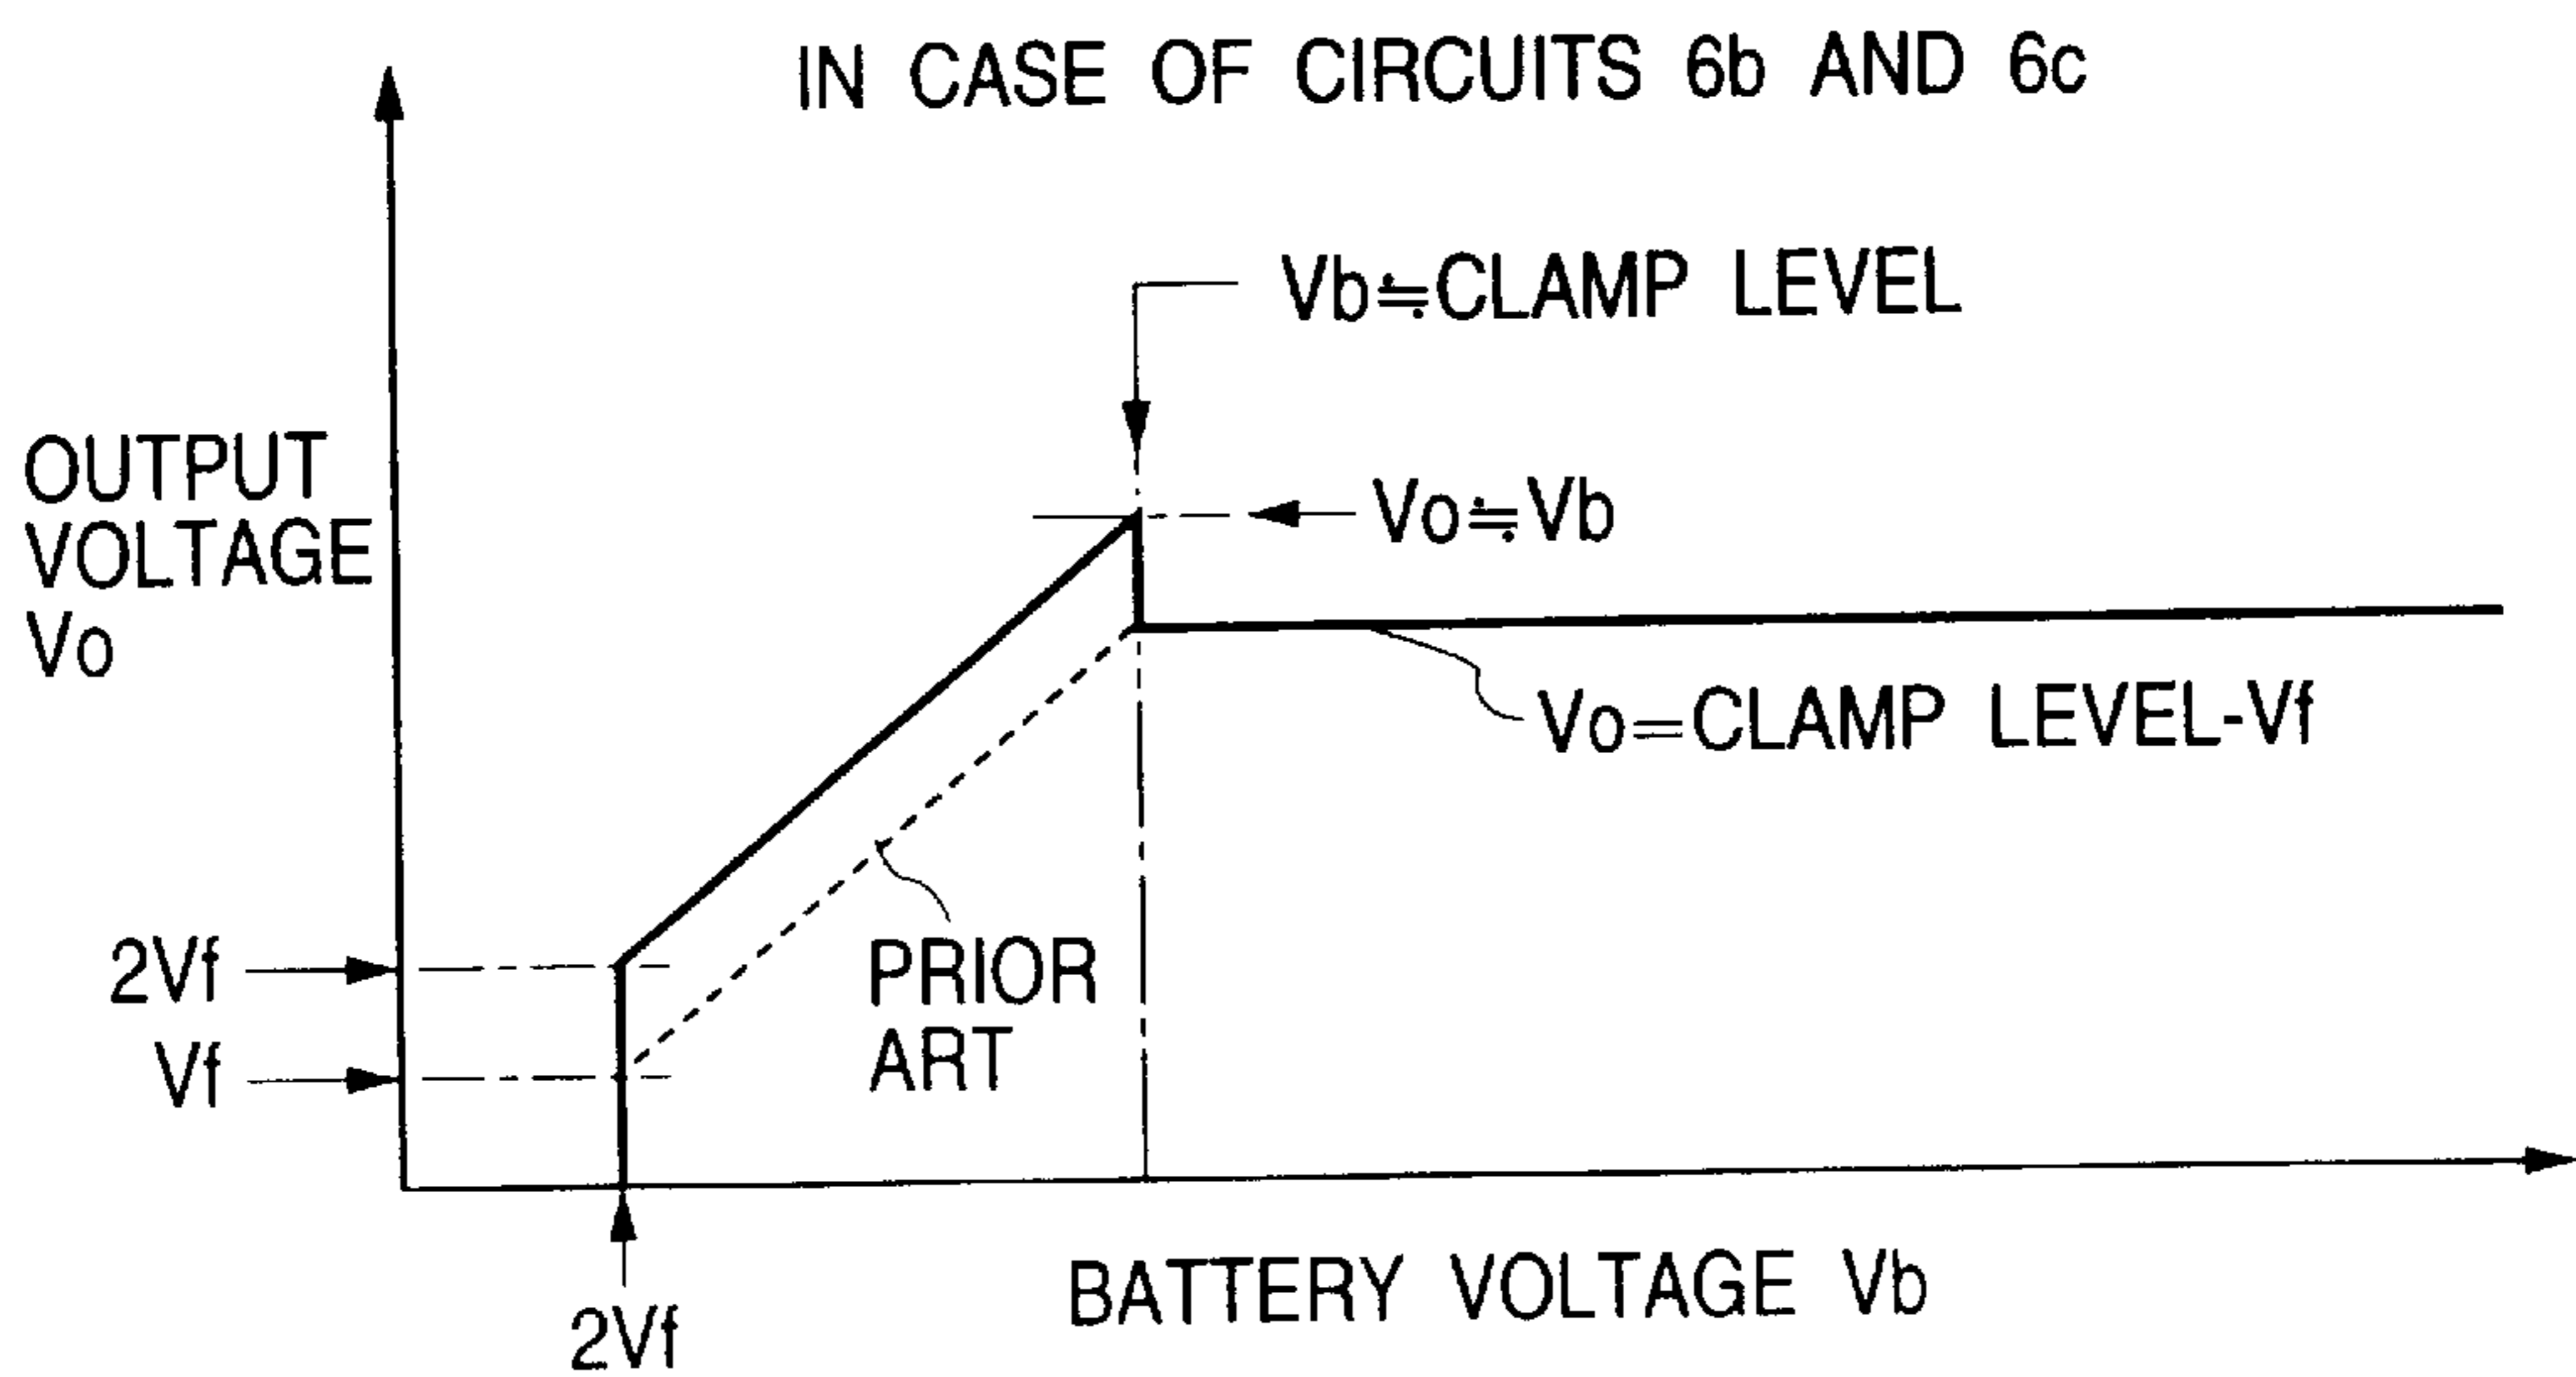 IN CASE OF CIRCUITS 6b AND 6c
Vb≒CLAMP LEVEL
OUTPUT
VOLTAGE
Vo
Vo≒Vb
Vo=CLAMP LEVEL-Vf
2Vf
Vf
PRIOR
ART
2Vf
BATTERY VOLTAGE Vb